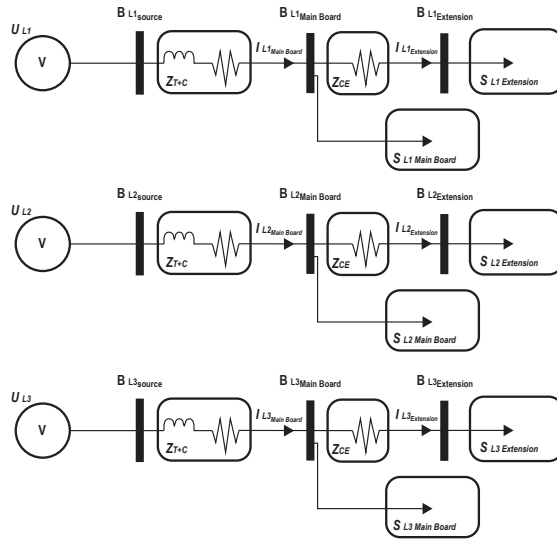 B L1source B L1Main Board B L1Extension
U L1 I L1Main Board I L1Extension
V
ZT+C ZCE S L1 Extension
S L1 Main Board
B L2source B L2Main Board B L2Extension
U L2 I L2Main Board I L2Extension
V
ZT+C ZCE S L2 Extension
S L2 Main Board
B L3source B L3Main Board B L3Extension
U L3 I L3Main Board I L3Extension
V
ZT+C ZCE S L3 Extension
S L3 Main Board